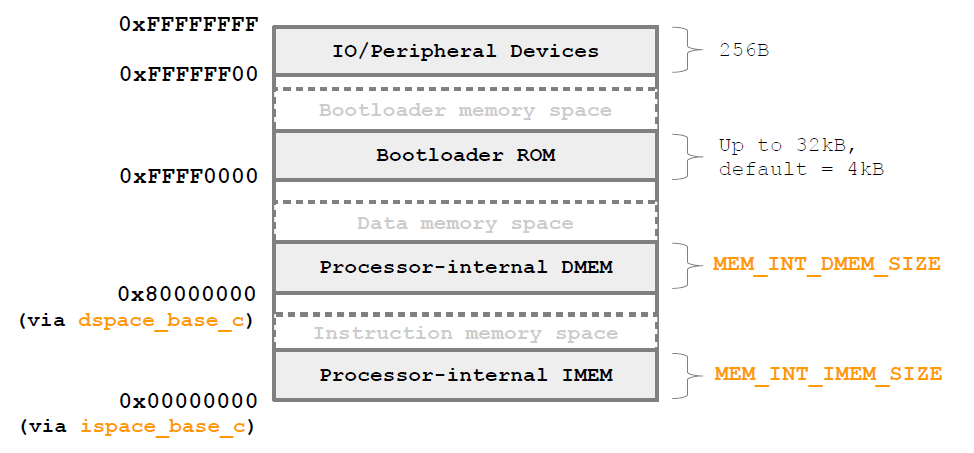 0xFFFFFFFF
IO/Peripheral Devices
256B
0xFFFFFF00
Bootloader memory space
Bootloader ROM
Up to 32kB,
default = 4kB
0xFFFF0000
Data memory space
Processor-internal DMEM
MEM_INT_DMEM_SIZE
0x80000000
(via dspace_base_c)
Instruction memory space
Processor-internal IMEM
MEM_INT_IMEM_SIZE
0x00000000
(via ispace_base_c)